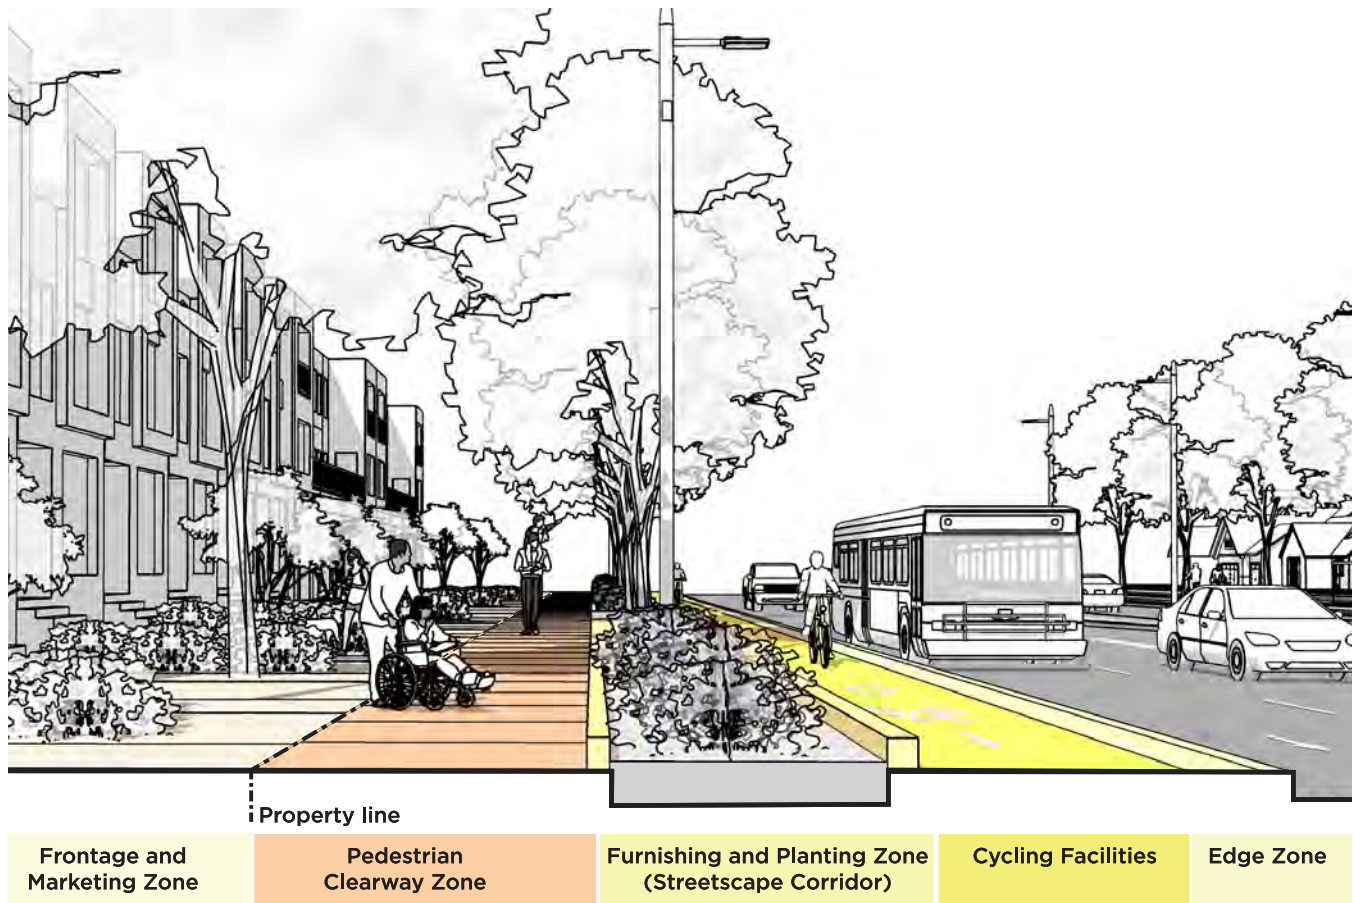 Property line
Frontage and
Marketing Zone
Pedestrian
Clearway Zone
Furnishing and Planting Zone
(Streetscape Corridor)
Cycling Facilities
Edge Zone